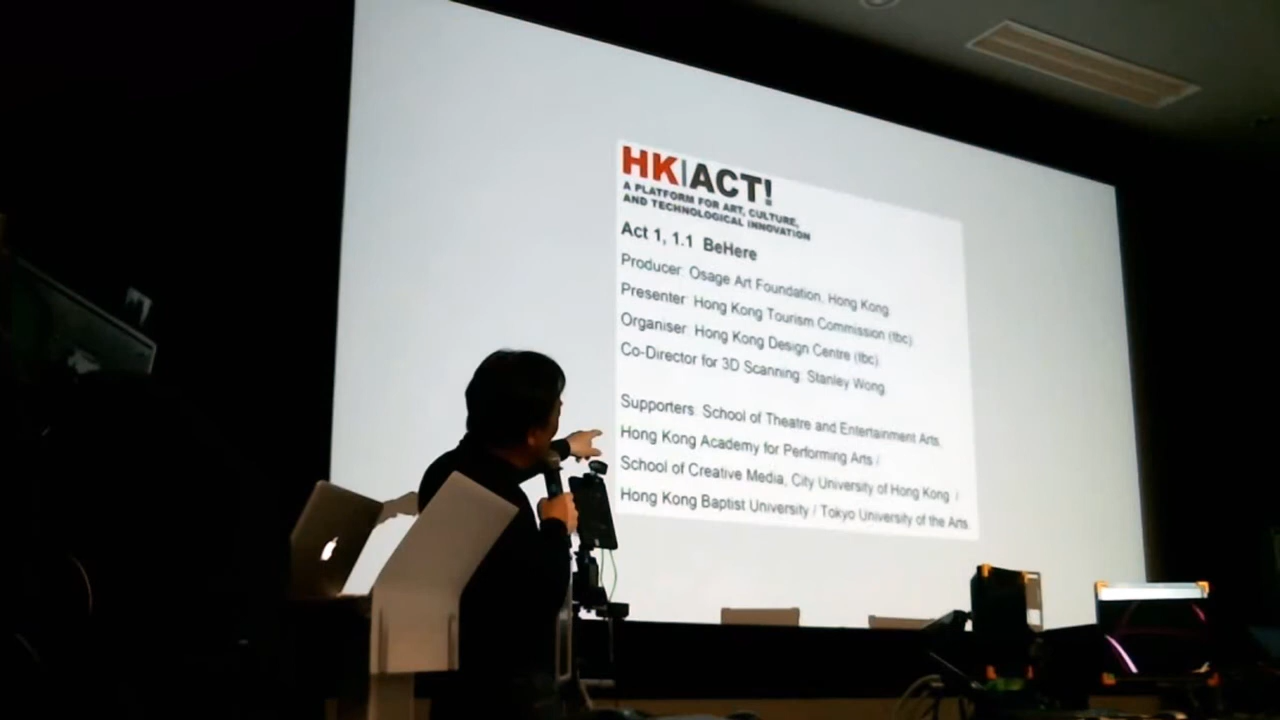 HK|ACT!
A PLATFORM FOR ART, CULTURE,
AND TECHNOLOGICAL INNOVATION
Act 1, 1.1 BeHere
Producer: Osage Art Foundation, Hong Kong
Presenter: Hong Kong Tourism Commission (tbc)
Organiser: Hong Kong Design Centre (tbc)
Co-Director for 3D Scanning: Stanley Wong
Supporters: School of Theatre and Entertainment Arts,
Hong Kong Academy for Performing Arts /
School of Creative Media, City University of Hong Kong /
Hong Kong Baptist University / Tokyo University of the Arts.